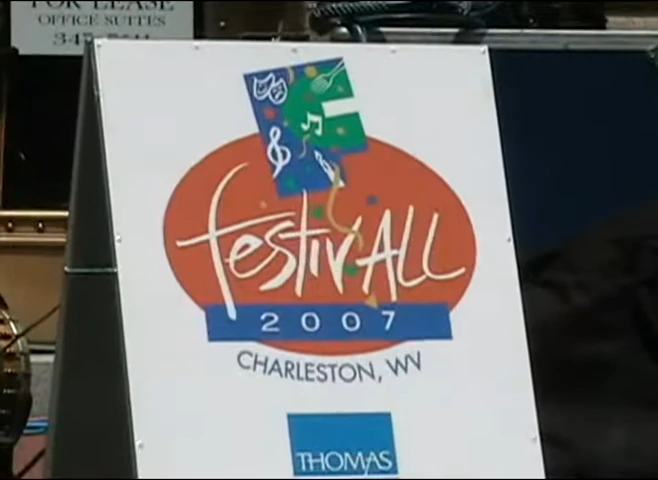 FOR LEASE
OFFICE SUITES
FestivALL
2007
CHARLESTON, WV
THOMAS